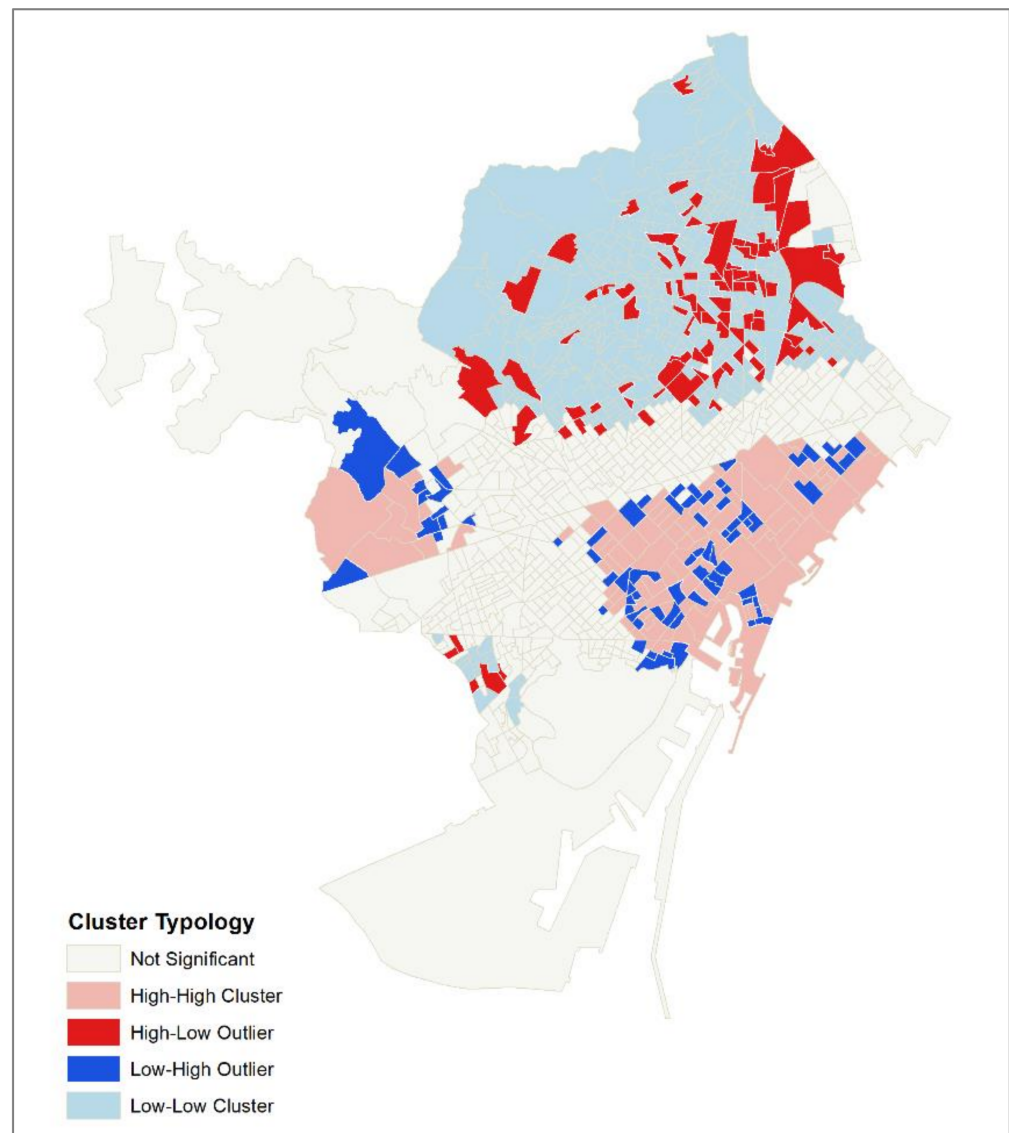 Cluster Typology
Not Significant
High-High Cluster
High-Low Outlier
Low-High Outlier
Low-Low Cluster